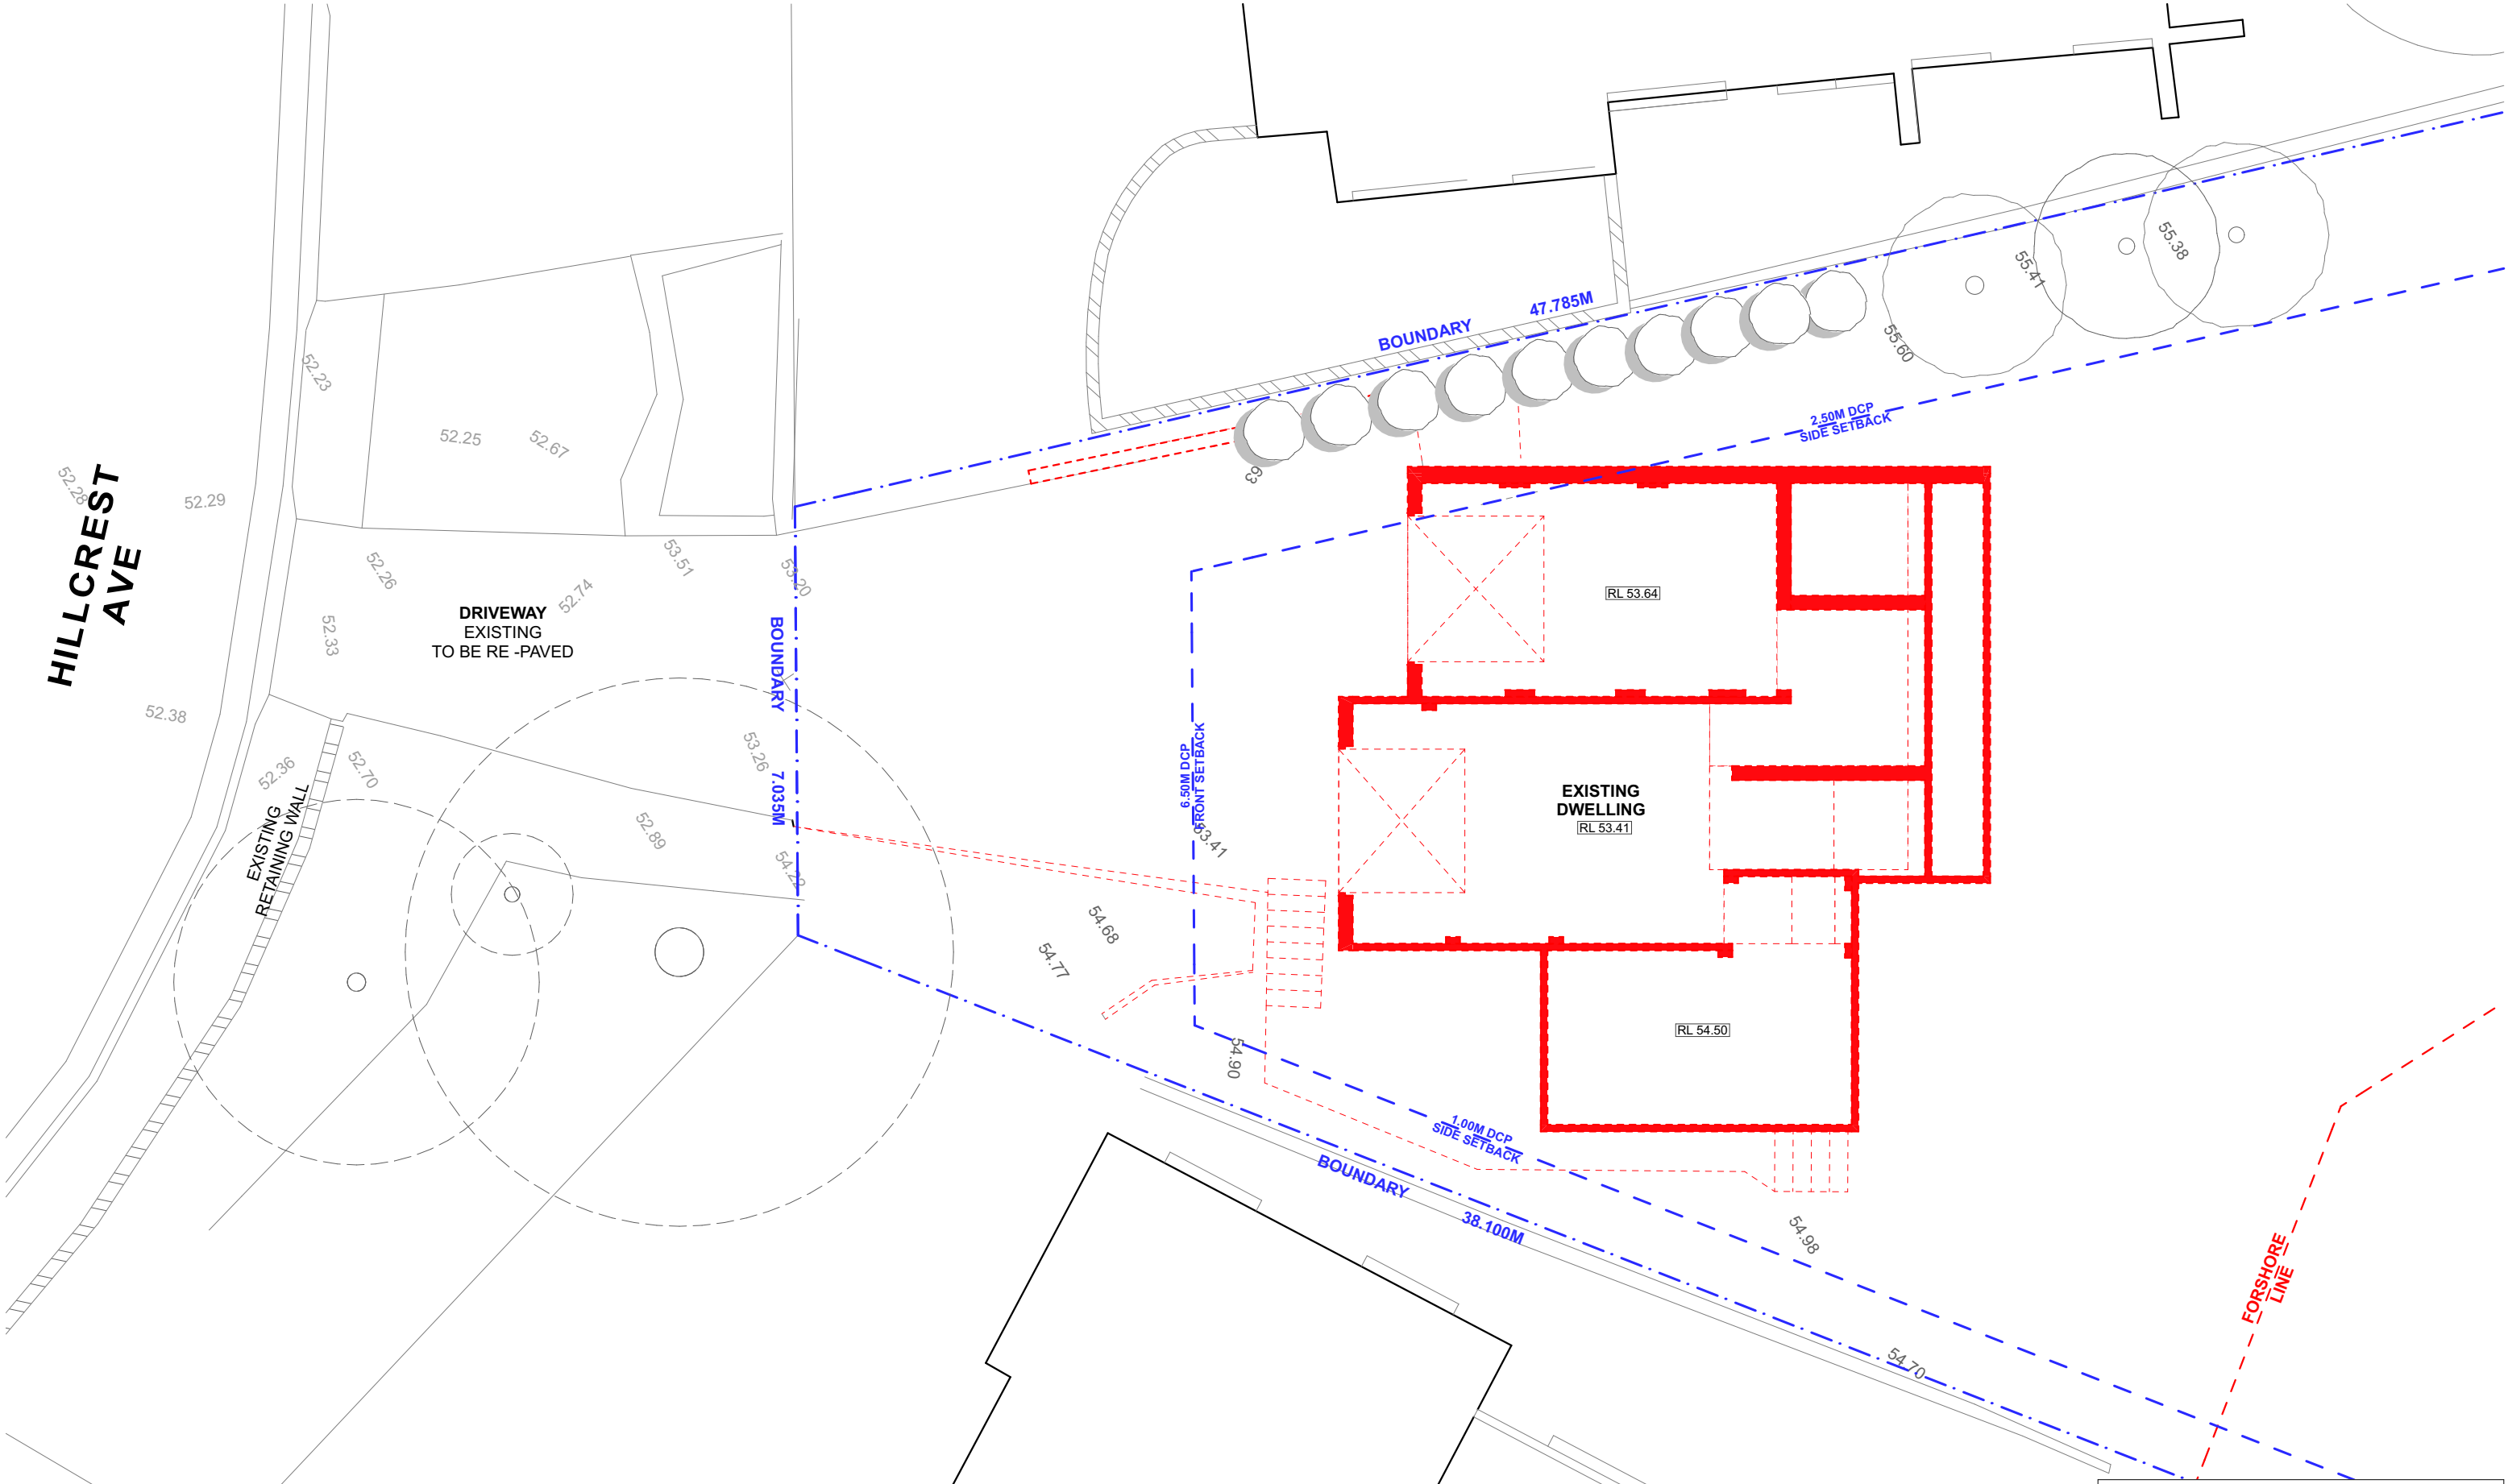 HILLCREST
AVE
BOUNDARY
47.785M
55.38
55.41
55.60
2.50M DCP
SIDE SETBACK
52.23
52.25
52.67
52.28
52.29
52.26
53.51
52.74
53.20
52.33
52.38
DRIVEWAY
EXISTING
TO BE RE -PAVED
BOUNDARY
7.035M
53.26
52.36
52.70
52.89
54.22
EXISTING
RETAINING WALL
6.50M DCP
FRONT SETBACK
53.41
54.68
54.77
54.90
RL 53.64
EXISTING
DWELLING
RL 53.41
RL 54.50
1.00M DCP
SIDE SETBACK
BOUNDARY
38.100M
54.98
54.70
FORSHORE
LINE